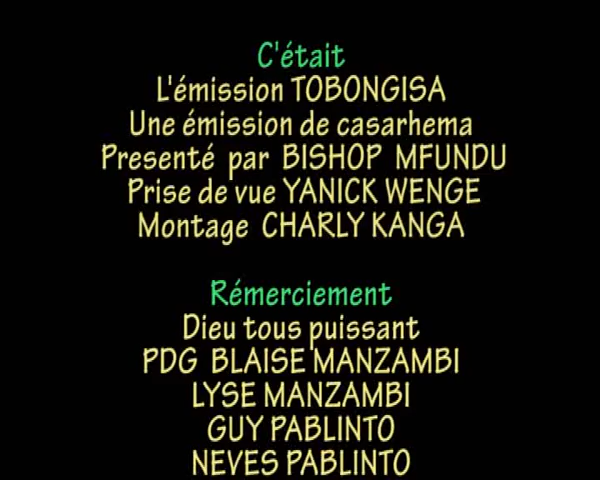 C'était
L'émission TOBONGISA
Une émission de casarhema
Presenté par BISHOP MFUNDU
Prise de vue YANICK WENGE
Montage CHARLY KANGA
Rémerciement
Dieu tous puissant
PDG BLAISE MANZAMBI
LYSE MANZAMBI
GUY PABLINTO
NEVES PABLINTO